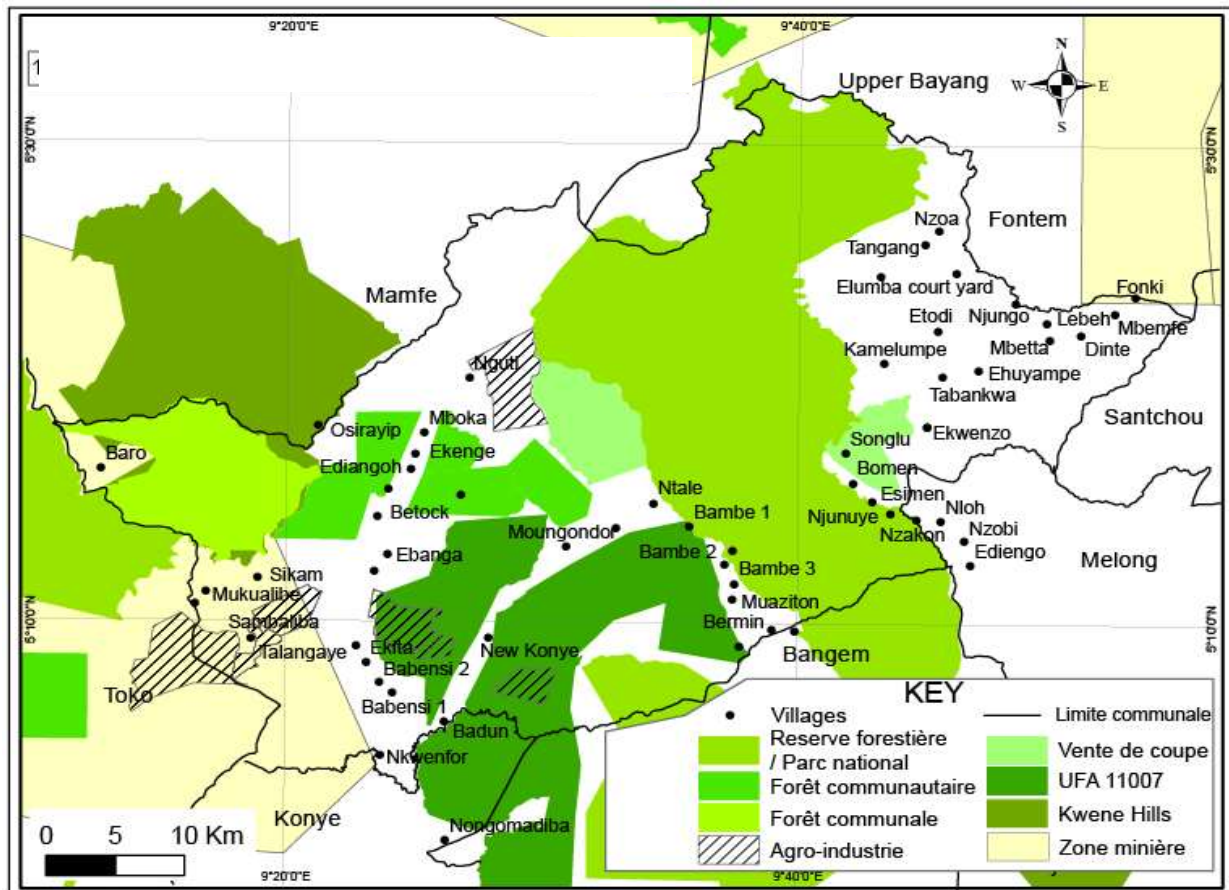 9°20'0"E
9°40'0"E
N
W
E
S
Upper Bayang
5°30'0"N
5°30'0"N
Nzoa
Fontem
Tangang
Mamfe
Elumba court yard
Fonki
Etodi
Njungo
Lebeh
Mbemfe
Nguti
Kamelumpe
Mbetta
Dinte
Ehuyampe
Tabankwa
Mboka
Santchou
Osirayip
Ekwenzo
Baro
Ekenge
Songlu
Ediangoh
Bomen
Ntale
Esimen
Betock
Bambe 1
Njunuye
Nloh
Moungondor
Nzakon
Nzobi
Ebanga
Bambe 2
Ediengo
Melong
Sikam
Bambe 3
Mukualibe
Muaziton
5°10'0"N
Sambaliba
Bermin
5°10'0"N
Talangaye
Ekita
New Konye
Bangem
Babensi 2
Toko
Babensi 1
Badun
Nkwenfor
Konye
Nongomadiba
KEY
Villages
Limite communale
Reserve forestière
/ Parc national
Vente de coupe
Forêt communautaire
UFA 11007
Forêt communale
Kwene Hills
Agro-industrie
Zone minière
0 5 10 Km
9°20'0"E
9°40'0"E